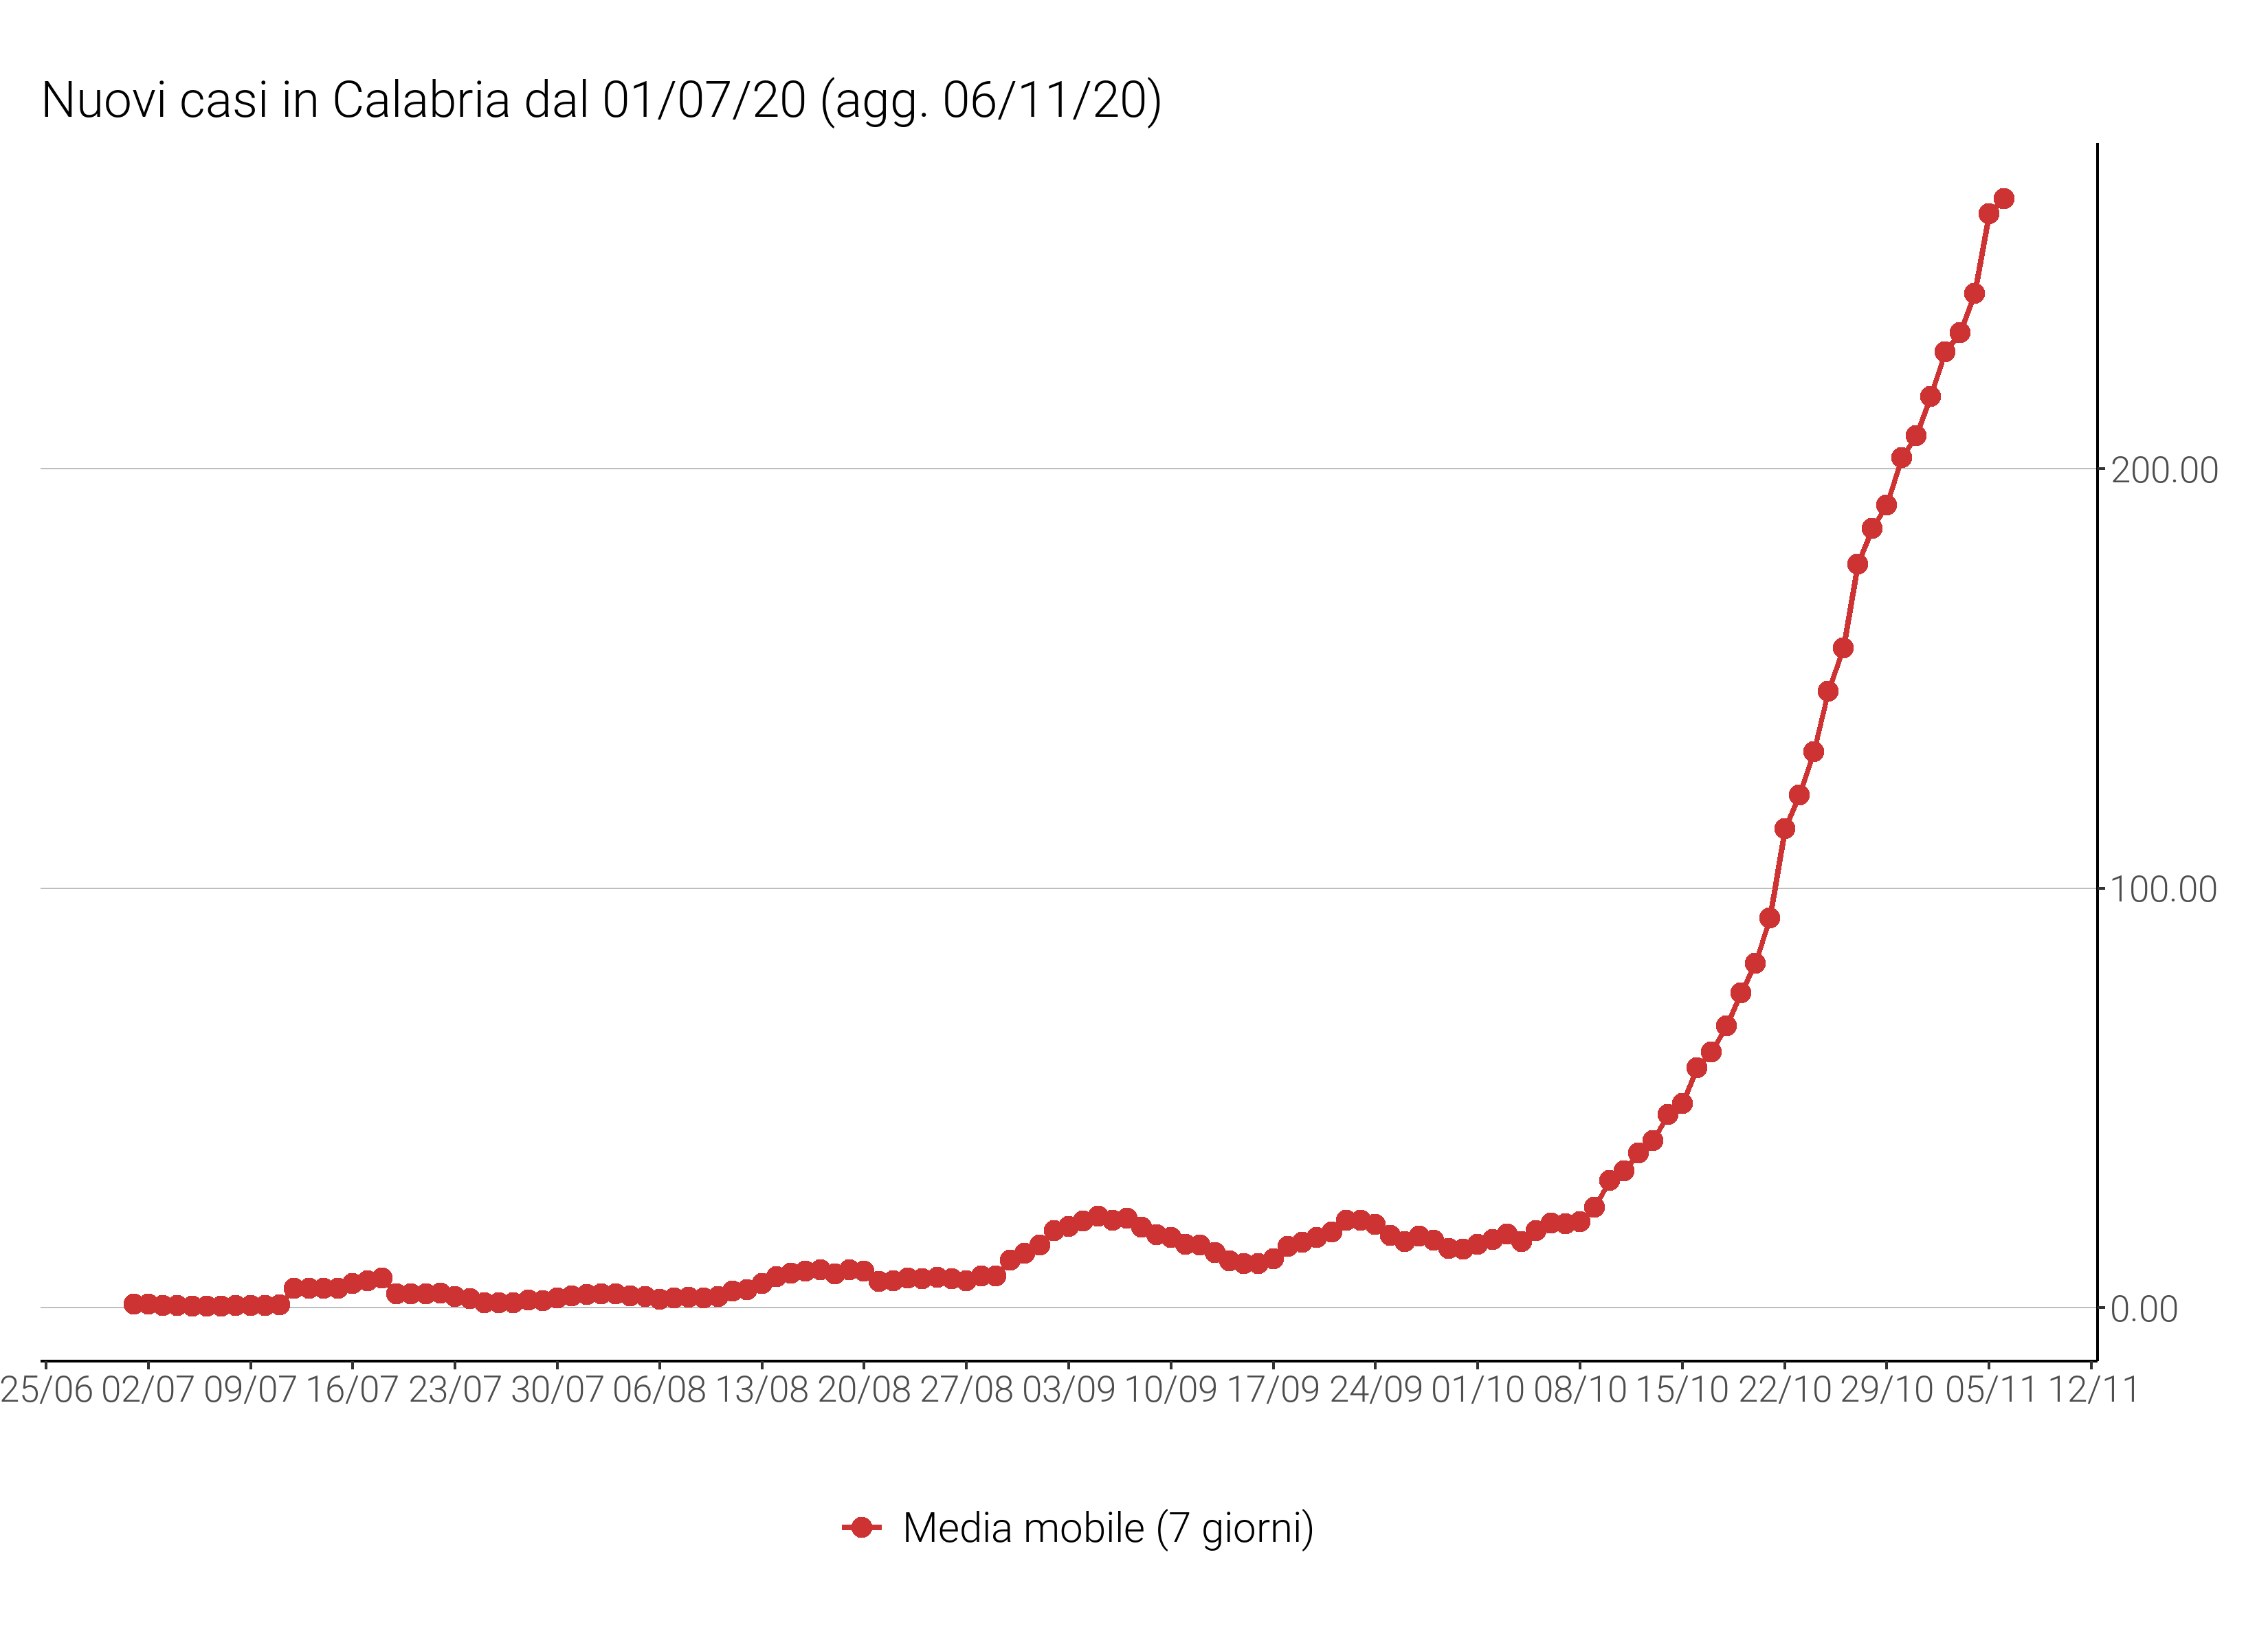 Nuovi casi in Calabria dal 01/07/20 (agg. 06/11/20)
200.00
100.00
0.00
25/06 02/07 09/07 16/07 23/07 30/07 06/08 13/08 20/08 27/08 03/09 10/09 17/09 24/09 01/10 08/10 15/10 22/10 29/10 05/11 12/11
Media mobile (7 giorni)